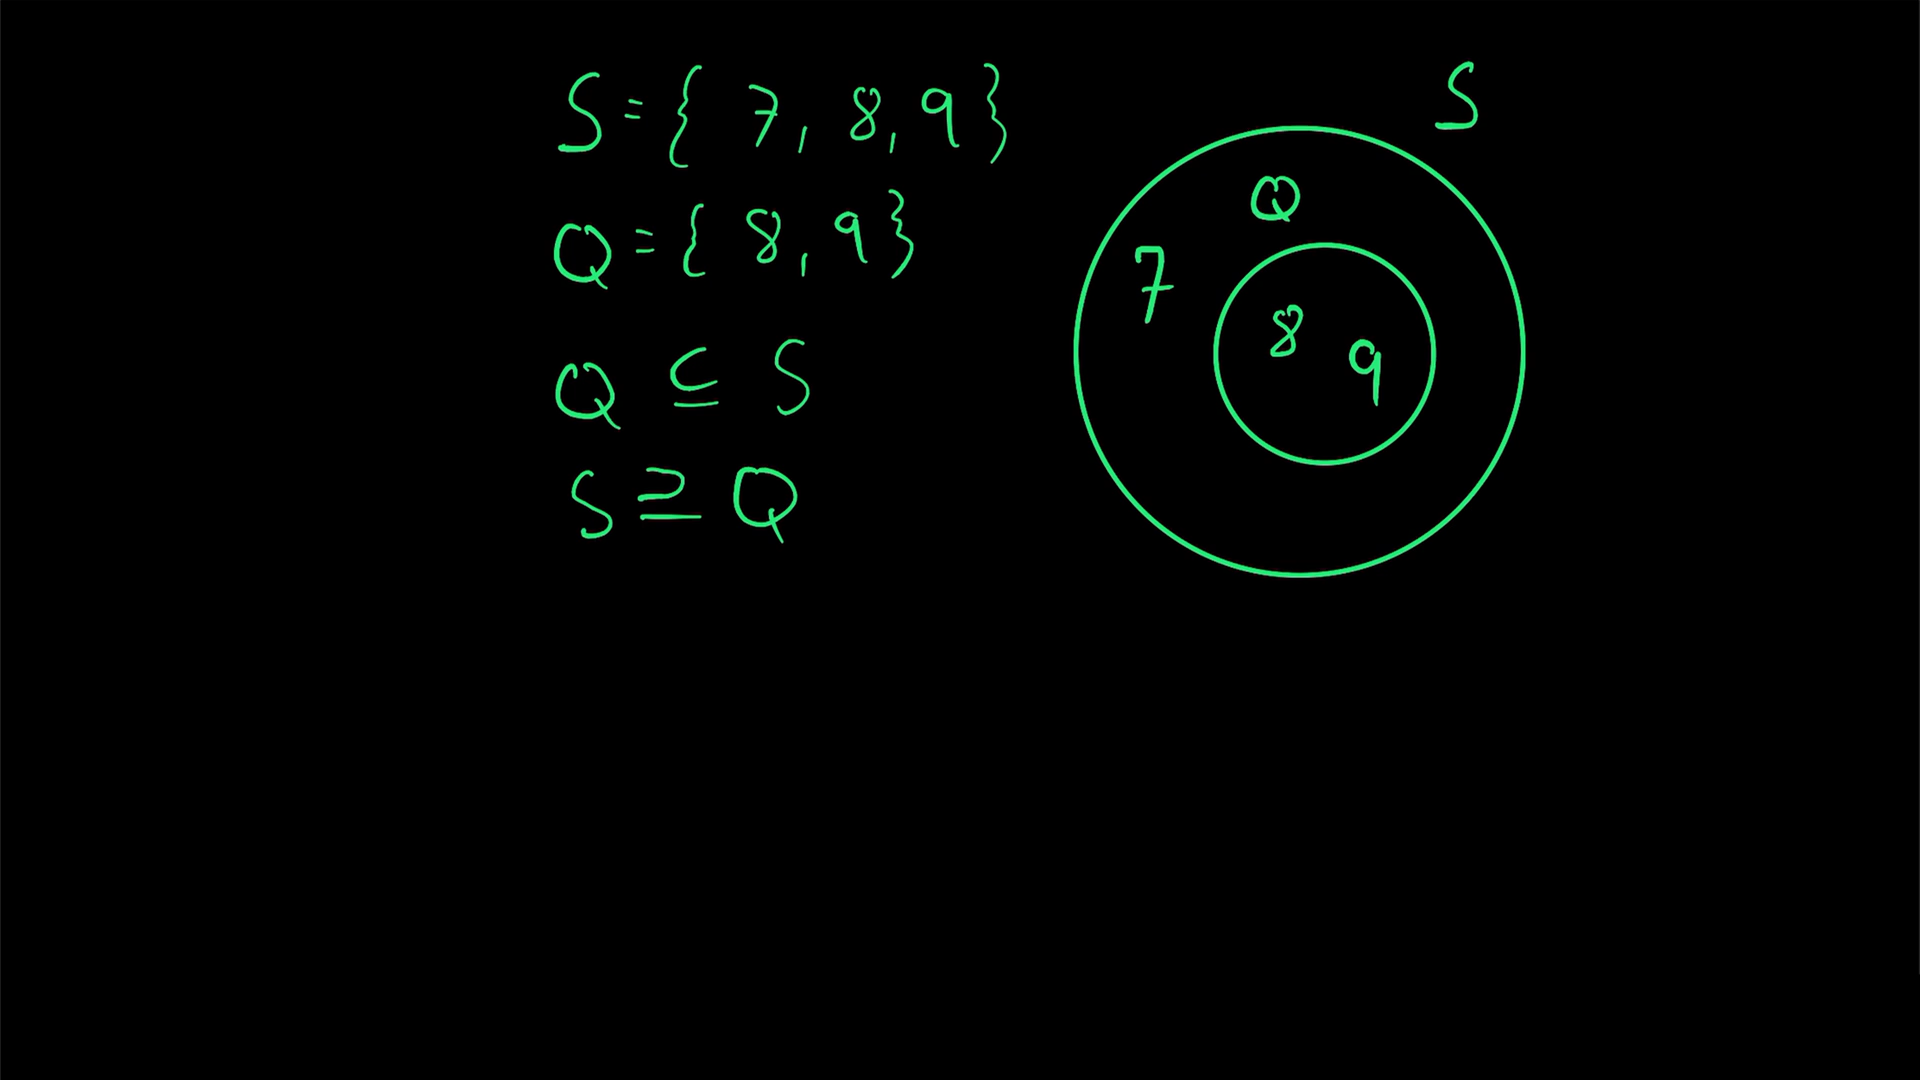 S = { 7, 8, 9 }
Q = { 8, 9 }
Q ⊆ S
S ⊇ Q
S
Q
7
8 9